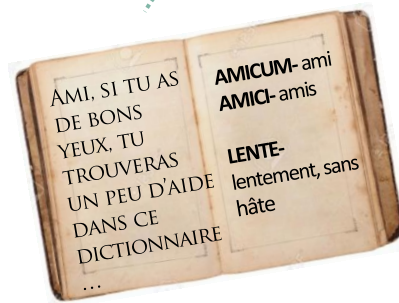 AMI, SI TU AS
DE BONS
YEUX, TU
TROUVERAS
UN PEU D'AIDE
DANS CE
DICTIONNAIRE
...
AMICUM- ami
AMICI- amis
LENTE-
lentement, sans
hâte